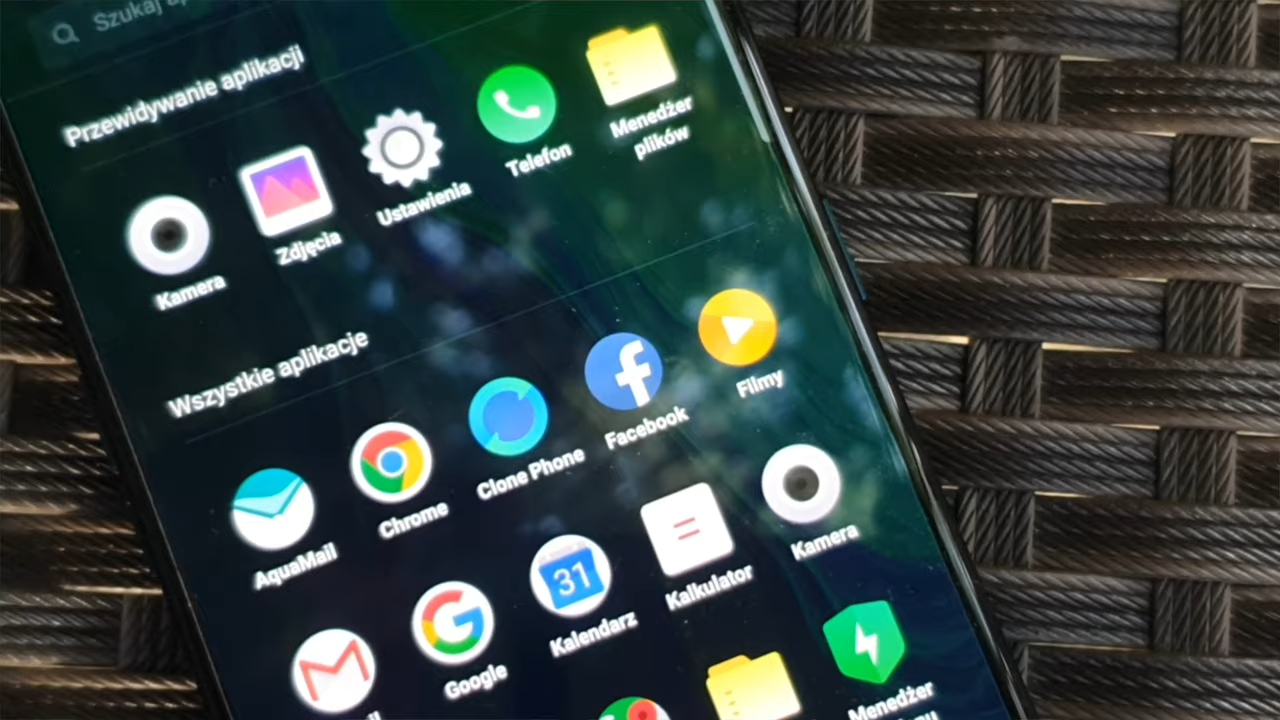 Szukaj
Przewidywanie aplikacji
Kamera
Zdjęcia
Ustawienia
Telefon
Menedżer
plików
Wszystkie aplikacje
AquaMail
Chrome
Clone Phone
Facebook
Filmy
Google
31
Kalendarz
Kalkulator
Kamera
Menedżer